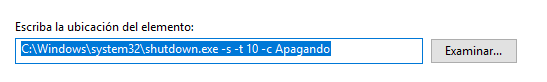 Escriba la ubicación del elemento:
C:\Windows\system32\shutdown.exe -s -t 10 -c Apagando
Examinar...